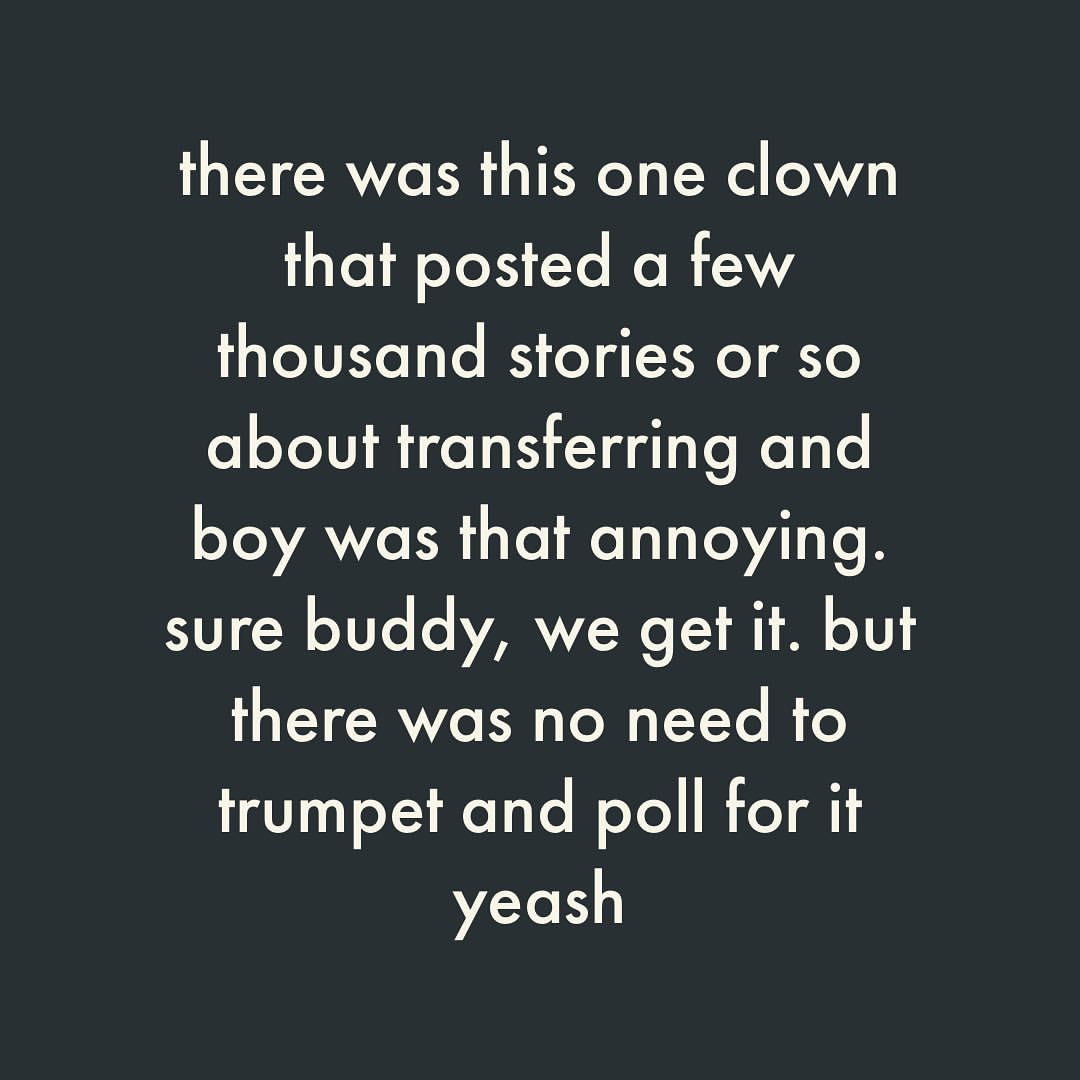 there was this one clown
that posted a few
thousand stories or so
about transferring and
boy was that annoying.
sure buddy, we get it. but
there was no need to
trumpet and poll for it
yeash